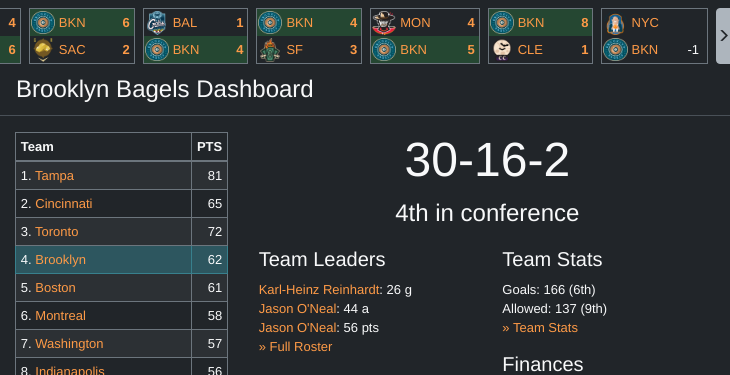 4 BKN 6 BAL 1 BKN 4 MON 4 BKN 8 NYC
6 SAC 2 BKN 4 SF 3 BKN 5 CLE 1 BKN -1
Brooklyn Bagels Dashboard
Team PTS
1. Tampa 81
2. Cincinnati 65
3. Toronto 72
4. Brooklyn 62
5. Boston 61
6. Montreal 58
7. Washington 57
8. Indianapolis 56
30-16-2
4th in conference
Team Leaders
Karl-Heinz Reinhardt: 26 g
Jason O'Neal: 44 a
Jason O'Neal: 56 pts
» Full Roster
Team Stats
Goals: 166 (6th)
Allowed: 137 (9th)
» Team Stats
Finances